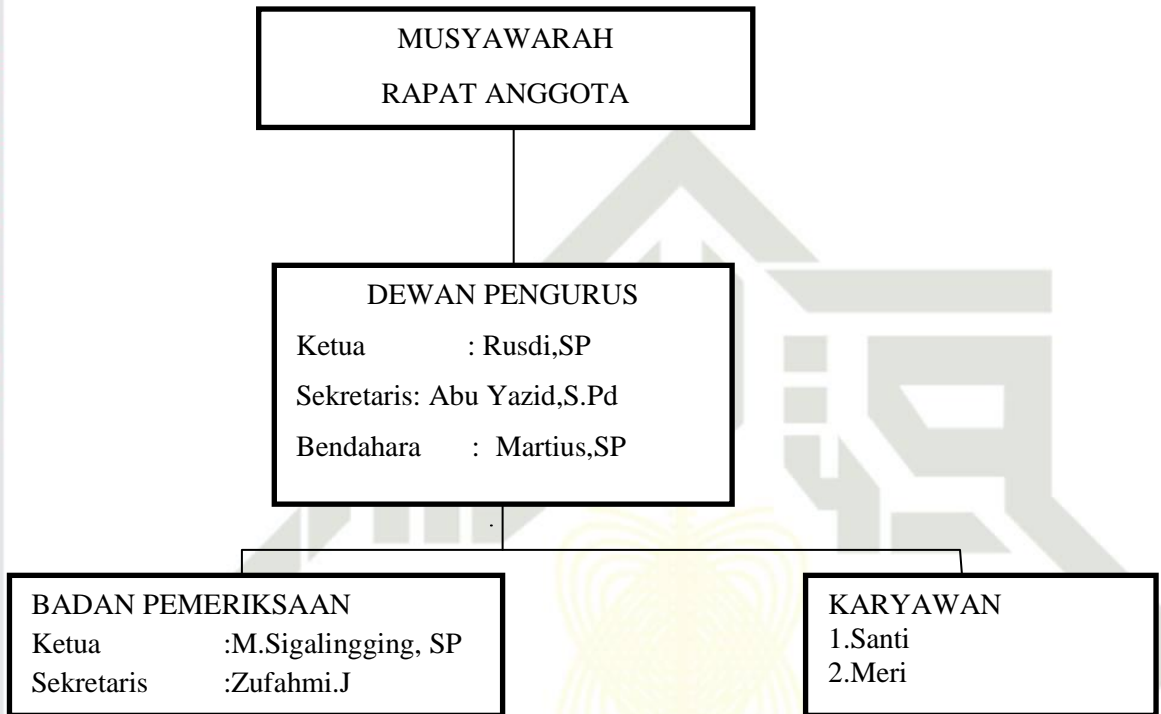 MUSYAWARAH
RAPAT ANGGOTA
DEWAN PENGURUS
Ketua : Rusdi,SP
Sekretaris: Abu Yazid,S.Pd
Bendahara : Martius,SP
BADAN PEMERIKSAAN
Ketua :M.Sigalingging, SP
Sekretaris :Zufahmi.J
KARYAWAN
1.Santi
2.Meri